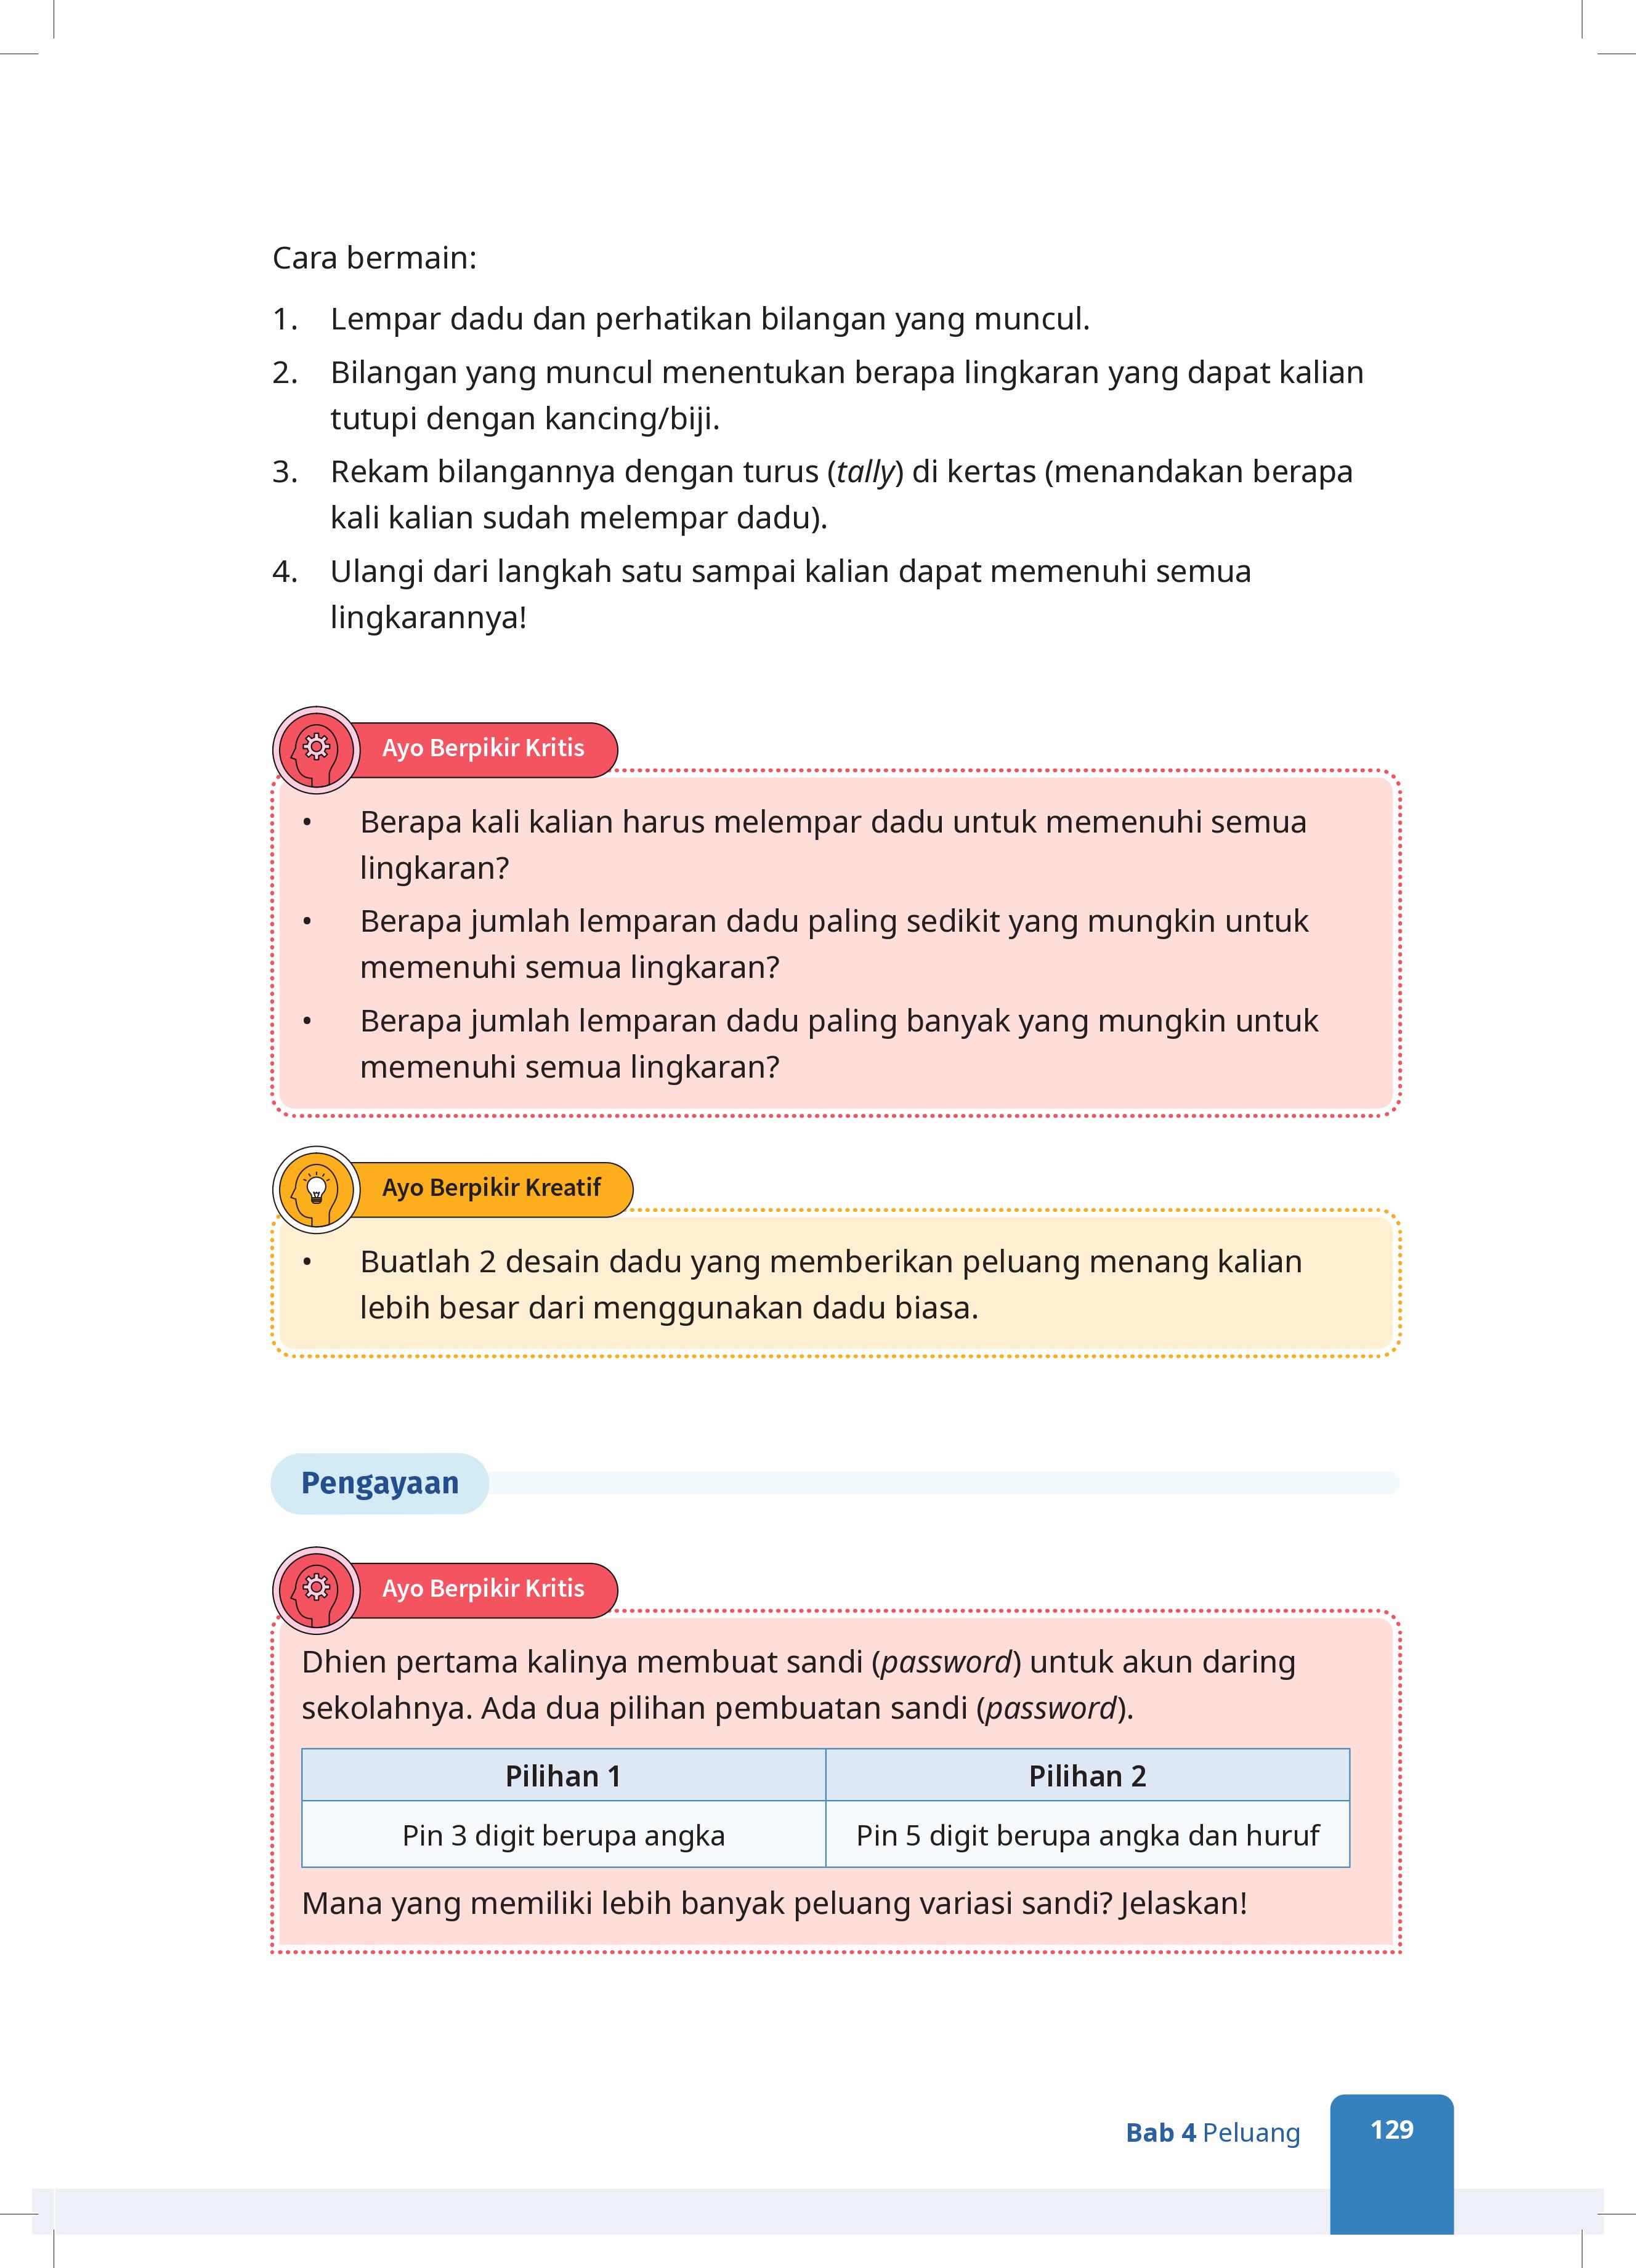 Cara bermain:
1. Lempar dadu dan perhatikan bilangan yang muncul.
2. Bilangan yang muncul menentukan berapa lingkaran yang dapat kalian
tutupi dengan kancing/biji.
3. Rekam bilangannya dengan turus (tally) di kertas (menandakan berapa
kali kalian sudah melempar dadu).
4. Ulangi dari langkah satu sampai kalian dapat memenuhi semua
lingkarannya!
Ayo Berpikir Kritis
• Berapa kali kalian harus melempar dadu untuk memenuhi semua
lingkaran?
• Berapa jumlah lemparan dadu paling sedikit yang mungkin untuk
memenuhi semua lingkaran?
• Berapa jumlah lemparan dadu paling banyak yang mungkin untuk
memenuhi semua lingkaran?
Ayo Berpikir Kreatif
• Buatlah 2 desain dadu yang memberikan peluang menang kalian
lebih besar dari menggunakan dadu biasa.
Pengayaan
Ayo Berpikir Kritis
Dhien pertama kalinya membuat sandi (password) untuk akun daring
sekolahnya. Ada dua pilihan pembuatan sandi (password).
Pilihan 1 Pilihan 2
Pin 3 digit berupa angka Pin 5 digit berupa angka dan huruf
Mana yang memiliki lebih banyak peluang variasi sandi? Jelaskan!
Bab 4 Peluang 129